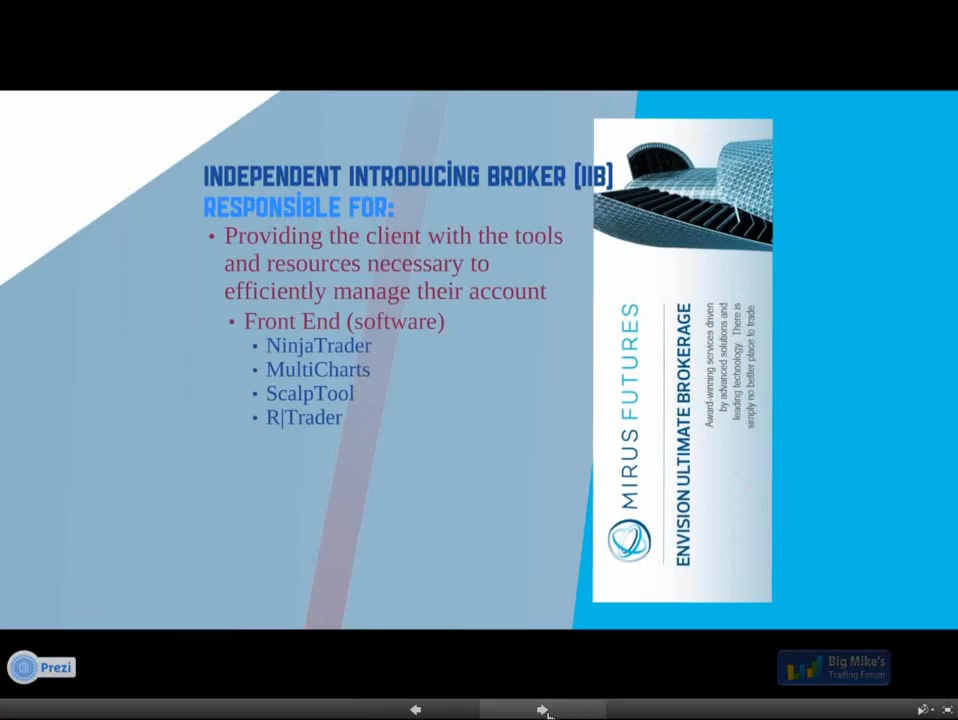 INDEPENDENT INTRODUCING BROKER (IIB)
RESPONSIBLE FOR:
• Providing the client with the tools
and resources necessary to
efficiently manage their account
• Front End (software)
• NinjaTrader
• MultiCharts
• ScalpTool
• R|Trader
MIRUS FUTURES
ENVISION ULTIMATE BROKERAGE
Award-winning services driven
by advanced solutions and
leading technology. There is
simply no better place to trade.
Prezi
Big Mike's
Trading Forum